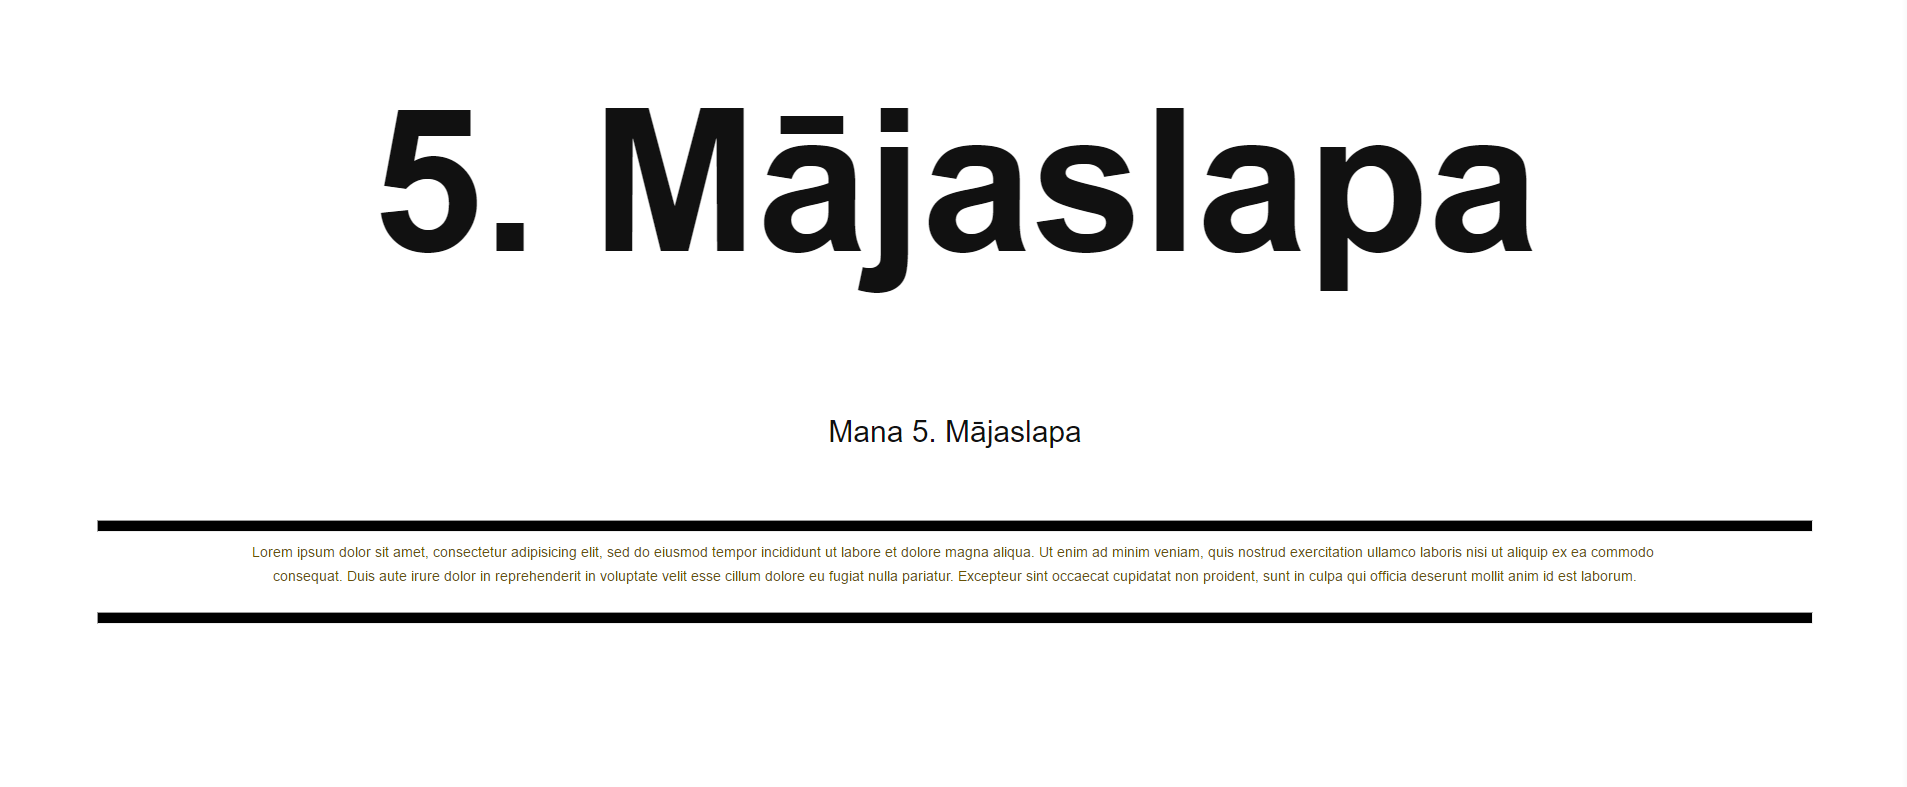 5. Mājaslapa
Mana 5. Mājaslapa
Lorem ipsum dolor sit amet, consectetur adipisicing elit, sed do eiusmod tempor incididunt ut labore et dolore magna aliqua. Ut enim ad minim veniam, quis nostrud exercitation ullamco laboris nisi ut aliquip ex ea commodo
consequat. Duis aute irure dolor in reprehenderit in voluptate velit esse cillum dolore eu fugiat nulla pariatur. Excepteur sint occaecat cupidatat non proident, sunt in culpa qui officia deserunt mollit anim id est laborum.